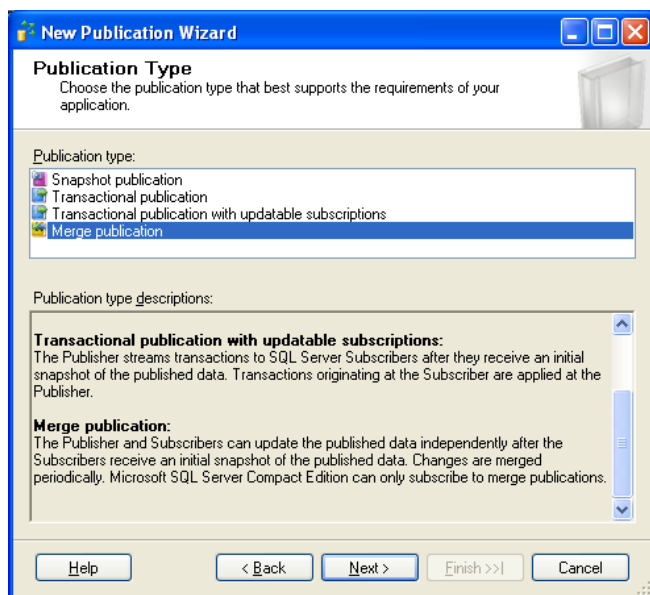 New Publication Wizard
Publication Type
Choose the publication type that best supports the requirements of your
application.
Publication type:
Snapshot publication
Transactional publication
Transactional publication with updatable subscriptions
Merge publication
Publication type descriptions:
Transactional publication with updatable subscriptions:
The Publisher streams transactions to SQL Server Subscribers after they receive an initial
snapshot of the published data. Transactions originating at the Subscriber are applied at the
Publisher.
Merge publication:
The Publisher and Subscribers can update the published data independently after the
Subscribers receive an initial snapshot of the published data. Changes are merged
periodically. Microsoft SQL Server Compact Edition can only subscribe to merge publications.
Help
< Back
Next >
Finish >>|
Cancel